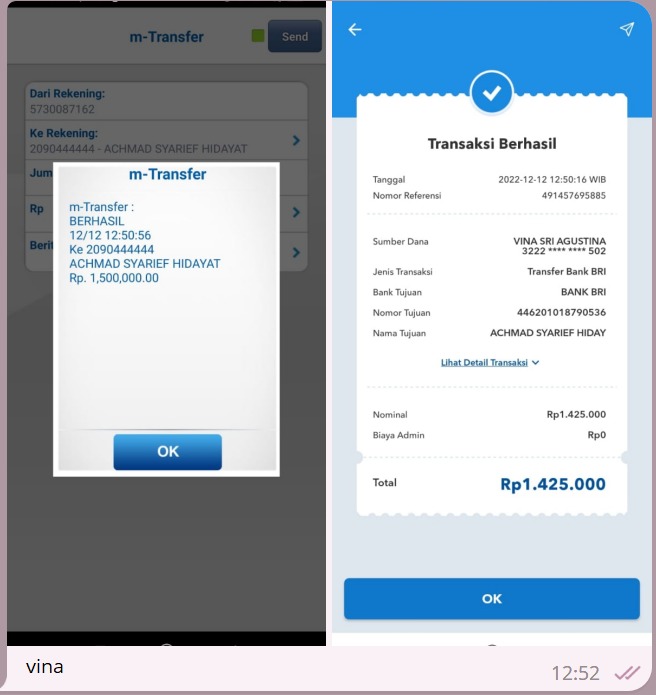 m-Transfer
Send
Dari Rekening:
5730087162
Ke Rekening:
2090444444 - ACHMAD SYARIEF HIDAYAT
Jum
Rp
Berit
m-Transfer
m-Transfer :
BERHASIL
12/12 12:50:56
Ke 2090444444
ACHMAD SYARIEF HIDAYAT
Rp. 1,500,000.00
OK
Transaksi Berhasil
Tanggal 2022-12-12 12:50:16 WIB
Nomor Referensi 491457695885
Sumber Dana VINA SRI AGUSTINA
3222 **** **** 502
Jenis Transaksi Transfer Bank BRI
Bank Tujuan BANK BRI
Nomor Tujuan 446201018790536
Nama Tujuan ACHMAD SYARIEF HIDAY
Lihat Detail Transaksi
Nominal Rp1.425.000
Biaya Admin Rp0
Total Rp1.425.000
OK
vina
12:52